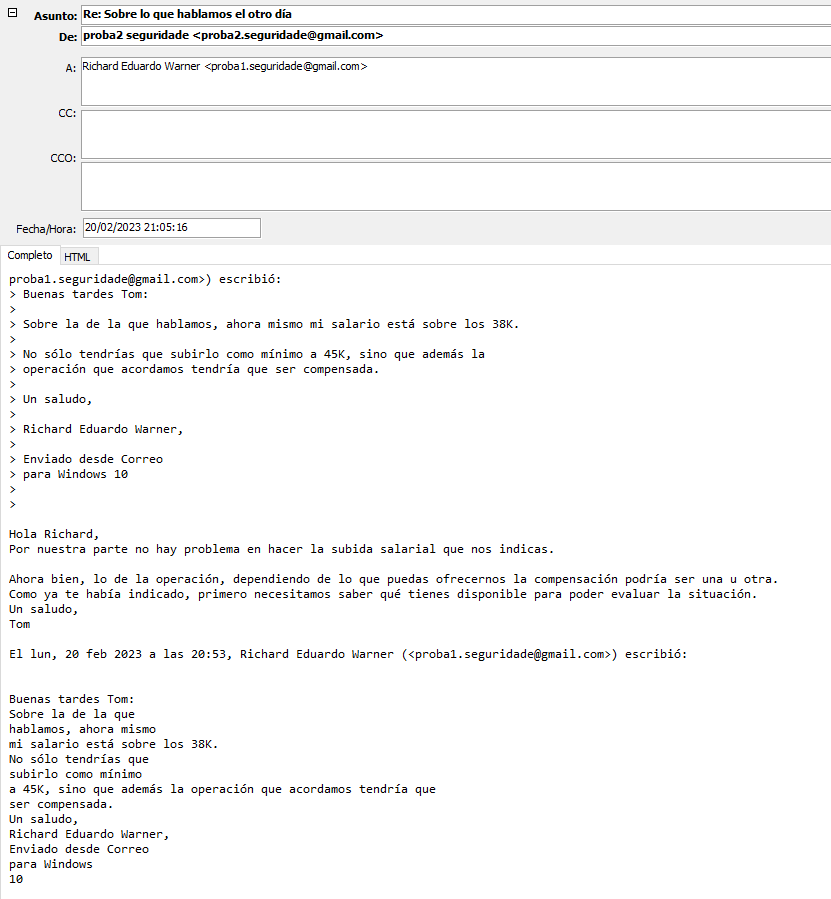 Asunto: Re: Sobre lo que hablamos el otro día
De: proba2 seguridade <proba2.seguridade@gmail.com>
A: Richard Eduardo Warner <proba1.seguridade@gmail.com>
CC:
CCO:
Fecha/Hora: 20/02/2023 21:05:16
Completo HTML
proba1.seguridade@gmail.com>) escribió:
> Buenas tardes Tom:
>
> Sobre la de la que hablamos, ahora mismo mi salario está sobre los 38K.
>
> No sólo tendrías que subirlo como mínimo a 45K, sino que además la
> operación que acordamos tendría que ser compensada.
>
> Un saludo,
>
> Richard Eduardo Warner,
>
> Enviado desde Correo
> para Windows 10
>
>
Hola Richard,
Por nuestra parte no hay problema en hacer la subida salarial que nos indicas.
Ahora bien, lo de la operación, dependiendo de lo que puedas ofrecernos la compensación podría ser una u otra.
Como ya te había indicado, primero necesitamos saber qué tienes disponible para poder evaluar la situación.
Un saludo,
Tom
El lun, 20 feb 2023 a las 20:53, Richard Eduardo Warner (<proba1.seguridade@gmail.com>) escribió:
Buenas tardes Tom:
Sobre la de la que
hablamos, ahora mismo
mi salario está sobre los 38K.
No sólo tendrías que
subirlo como mínimo
a 45K, sino que además la operación que acordamos tendría que
ser compensada.
Un saludo,
Richard Eduardo Warner,
Enviado desde Correo
para Windows
10